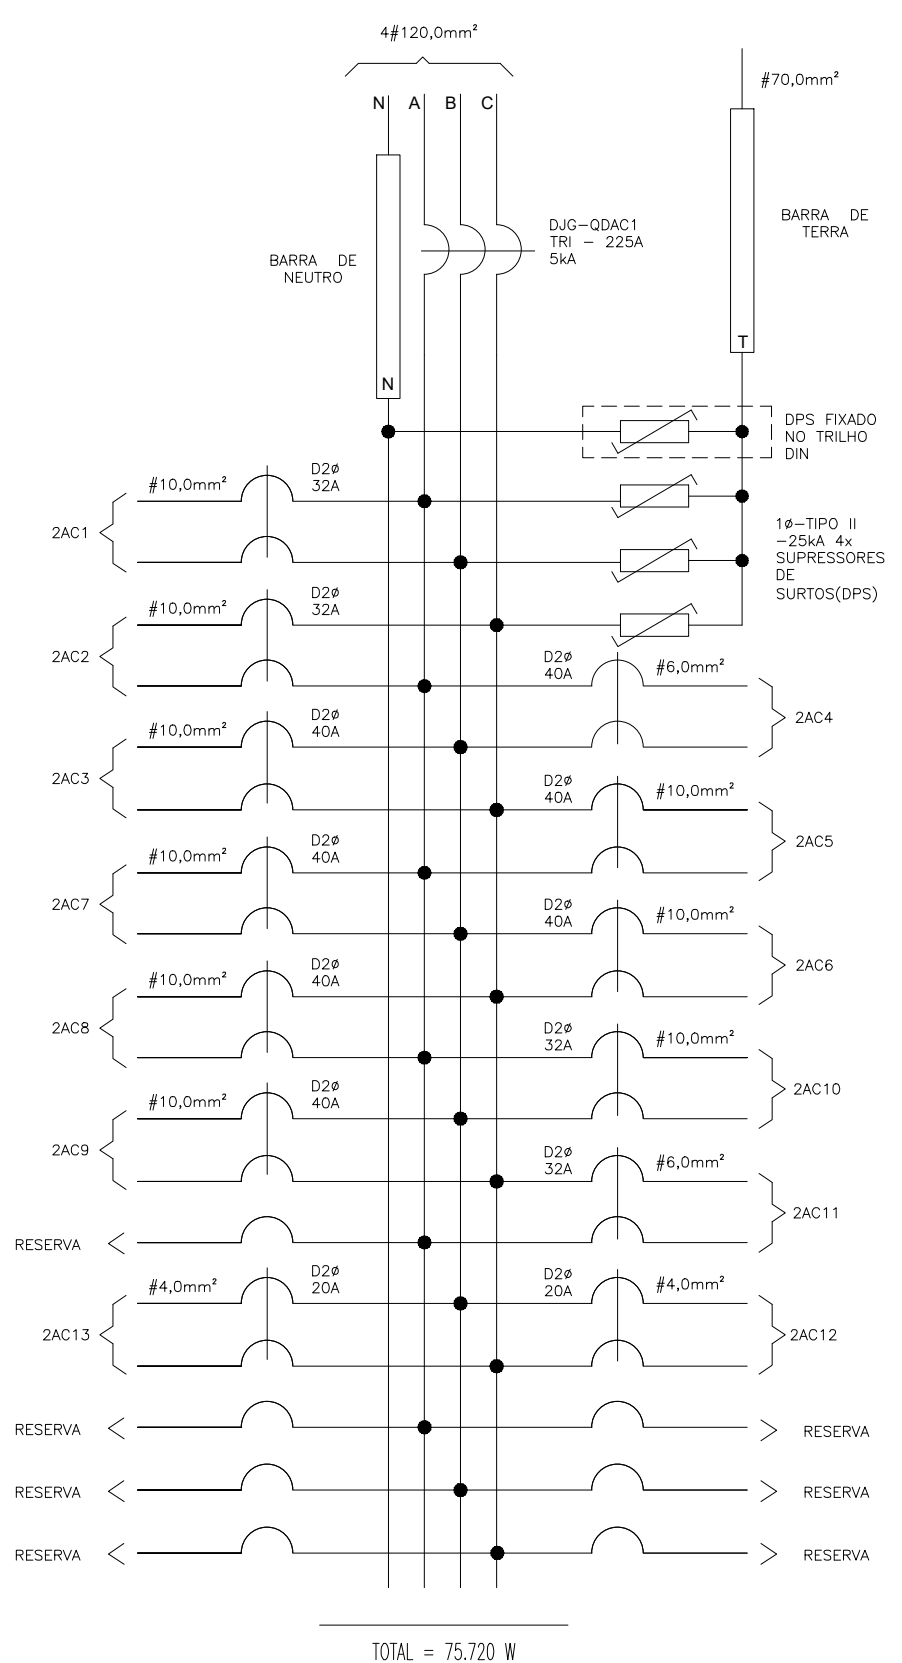 4#120,0mm²
#70,0mm²
N A B C
BARRA DE
TERRA
DJG-QDAC1
TRI - 225A
5kA
BARRA DE
NEUTRO
T
N
DPS FIXADO
NO TRILHO
DIN
#10,0mm²
D2ø
32A
2AC1
1ø-TIPO II
-25kA 4x
SUPRESSORES
DE
SURTOS(DPS)
#10,0mm²
D2ø
32A
2AC2
D2ø
40A
#6,0mm²
2AC4
#10,0mm²
D2ø
40A
2AC3
D2ø
40A
#10,0mm²
2AC5
#10,0mm²
D2ø
40A
2AC7
D2ø
40A
#10,0mm²
2AC6
#10,0mm²
D2ø
40A
2AC8
D2ø
32A
#10,0mm²
2AC10
#10,0mm²
D2ø
40A
2AC9
D2ø
32A
#6,0mm²
2AC11
RESERVA
#4,0mm²
D2ø
20A
2AC13
D2ø
20A
#4,0mm²
2AC12
RESERVA RESERVA
RESERVA RESERVA
RESERVA RESERVA
TOTAL = 75.720 W